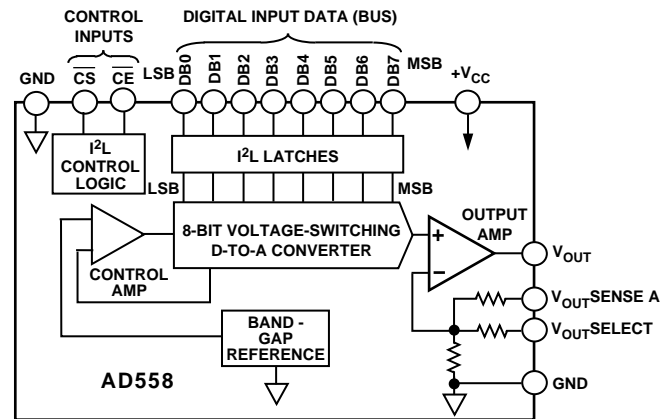 CONTROL
INPUTS
DIGITAL INPUT DATA (BUS)
GND
CS
CE
LSB
DB0
DB1
DB2
DB3
DB4
DB5
DB6
DB7
MSB
+VCC
I²L
CONTROL
LOGIC
I²L LATCHES
LSB
MSB
8-BIT VOLTAGE-SWITCHING
D-TO-A CONVERTER
CONTROL
AMP
+
–
OUTPUT
AMP
VOUT
VOUTSENSE A
VOUTSELECT
BAND -
GAP
REFERENCE
GND
AD558